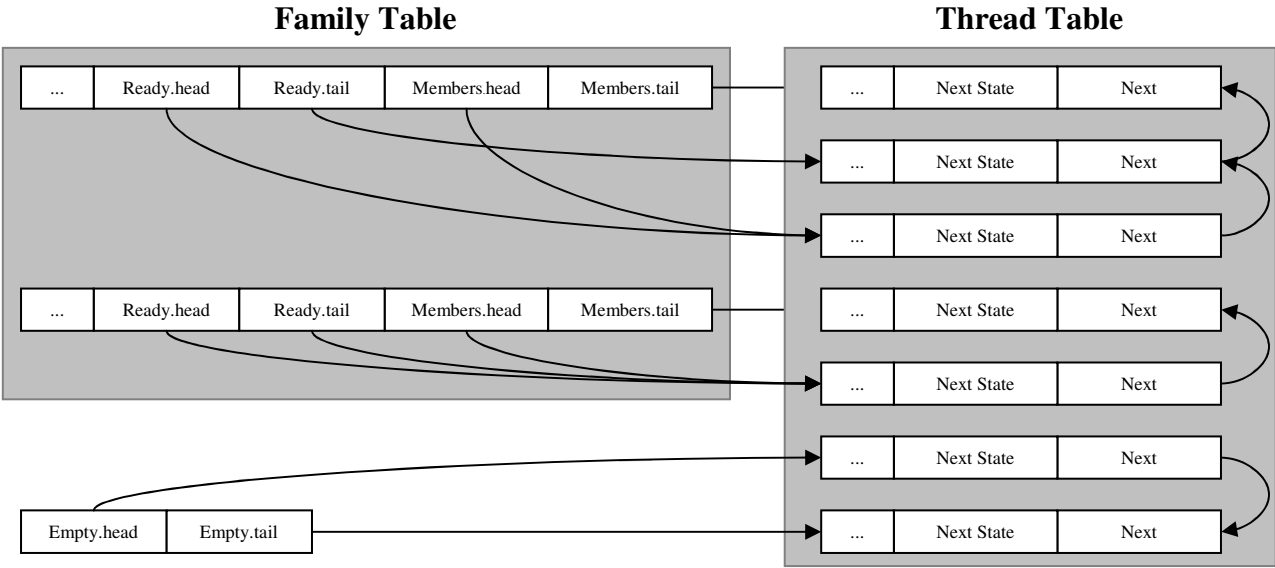 Family Table Thread Table
... Ready.head Ready.tail Members.head Members.tail ... Next State Next
... Next State Next
... Next State Next
... Ready.head Ready.tail Members.head Members.tail ... Next State Next
... Next State Next
... Next State Next
Empty.head Empty.tail ... Next State Next